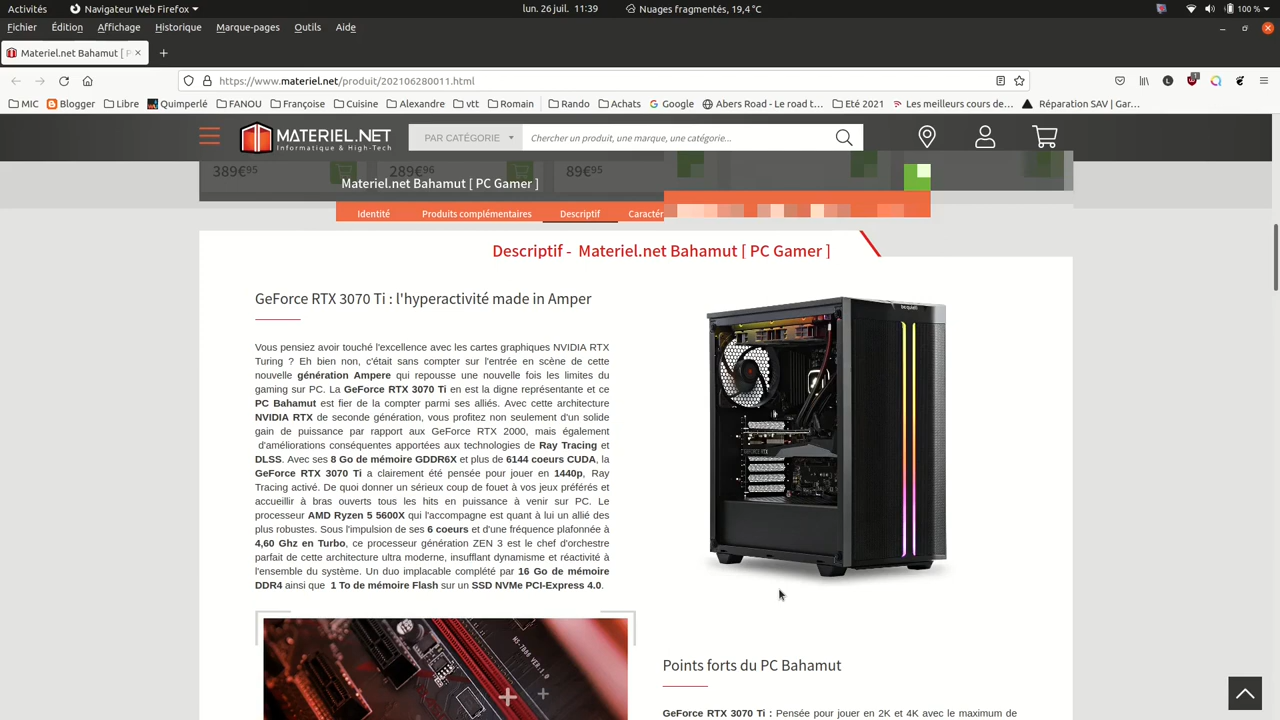 Activités
Navigateur Web Firefox
lun. 26 juil. 11:39
Nuages fragmentés, 19,4 °C
100 %
Fichier Édition Affichage Historique Marque-pages Outils Aide
Materiel.net Bahamut [ P
https://www.materiel.net/produit/202106280011.html
MIC Blogger Libre Quimperlé FANOU Françoise Cuisine Alexandre vtt Romain Rando Achats Google Abers Road - Le road t… Eté 2021 Les meilleurs cours de… Réparation SAV | Gar…
MATERIEL.NET
Informatique & High-Tech
PAR CATÉGORIE
Chercher un produit, une marque, une catégorie...
389€95
289€96
89€95
Materiel.net Bahamut [ PC Gamer ]
Identité Produits complémentaires Descriptif Caractér
Descriptif - Materiel.net Bahamut [ PC Gamer ]
GeForce RTX 3070 Ti : l'hyperactivité made in Amper
Vous pensiez avoir touché l'excellence avec les cartes graphiques NVIDIA RTX
Turing ? Eh bien non, c'était sans compter sur l'entrée en scène de cette
nouvelle génération Ampere qui repousse une nouvelle fois les limites du
gaming sur PC. La GeForce RTX 3070 Ti en est la digne représentante et ce
PC Bahamut est fier de la compter parmi ses alliés. Avec cette architecture
NVIDIA RTX de seconde génération, vous profitez non seulement d'un solide
gain de puissance par rapport aux GeForce RTX 2000, mais également
d'améliorations conséquentes apportées aux technologies de Ray Tracing et
DLSS. Avec ses 8 Go de mémoire GDDR6X et plus de 6144 coeurs CUDA, la
GeForce RTX 3070 Ti a clairement été pensée pour jouer en 1440p, Ray
Tracing activé. De quoi donner un sérieux coup de fouet à vos jeux préférés et
accueillir à bras ouverts tous les hits en puissance à venir sur PC. Le
processeur AMD Ryzen 5 5600X qui l'accompagne est quant à lui un allié des
plus robustes. Sous l'impulsion de ses 6 coeurs et d'une fréquence plafonnée à
4,60 Ghz en Turbo, ce processeur génération ZEN 3 est le chef d'orchestre
parfait de cette architecture ultra moderne, insufflant dynamisme et réactivité à
l'ensemble du système. Un duo implacable complété par 16 Go de mémoire
DDR4 ainsi que 1 To de mémoire Flash sur un SSD NVMe PCI-Express 4.0.
be quiet!
HS-7B46 VER:1.0
Points forts du PC Bahamut
GeForce RTX 3070 Ti : Pensée pour jouer en 2K et 4K avec le maximum de